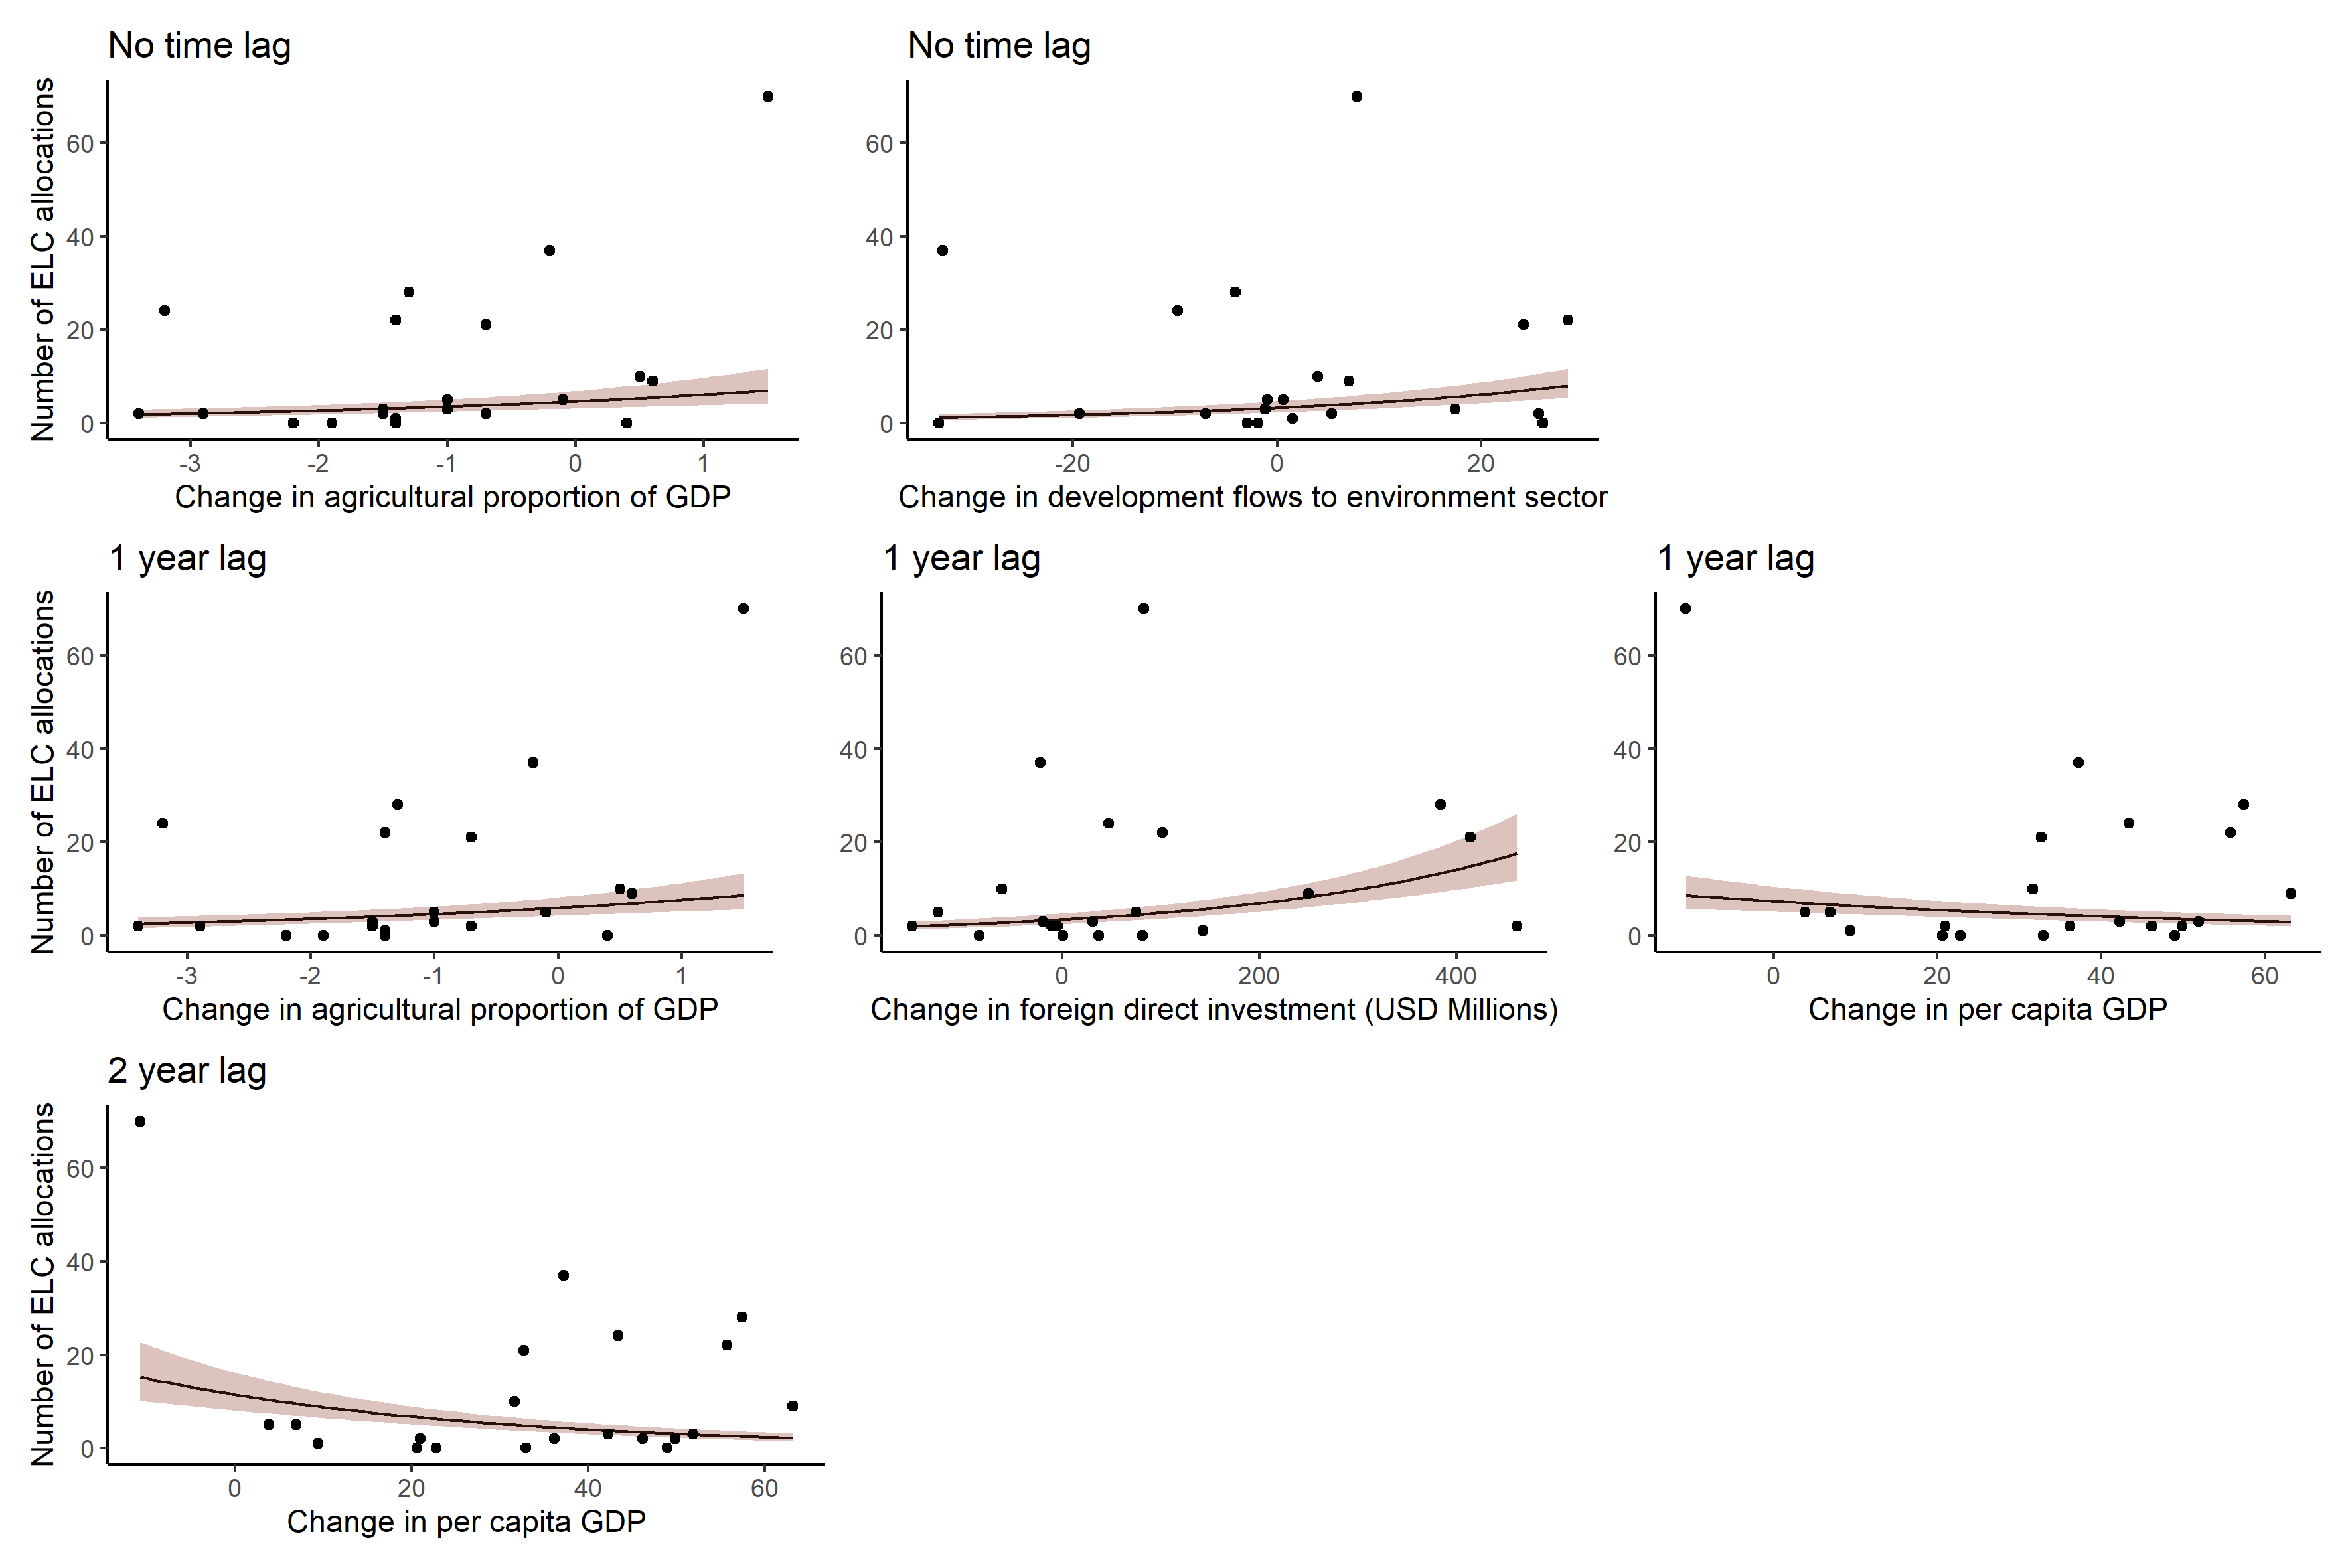 No time lag
Number of ELC allocations
60
40
20
0
-3 -2 -1 0 1
Change in agricultural proportion of GDP
No time lag
60
40
20
0
-20 0 20
Change in development flows to environment sector
1 year lag
Number of ELC allocations
60
40
20
0
-3 -2 -1 0 1
Change in agricultural proportion of GDP
1 year lag
60
40
20
0
0 200 400
Change in foreign direct investment (USD Millions)
1 year lag
60
40
20
0
0 20 40 60
Change in per capita GDP
2 year lag
Number of ELC allocations
60
40
20
0
0 20 40 60
Change in per capita GDP